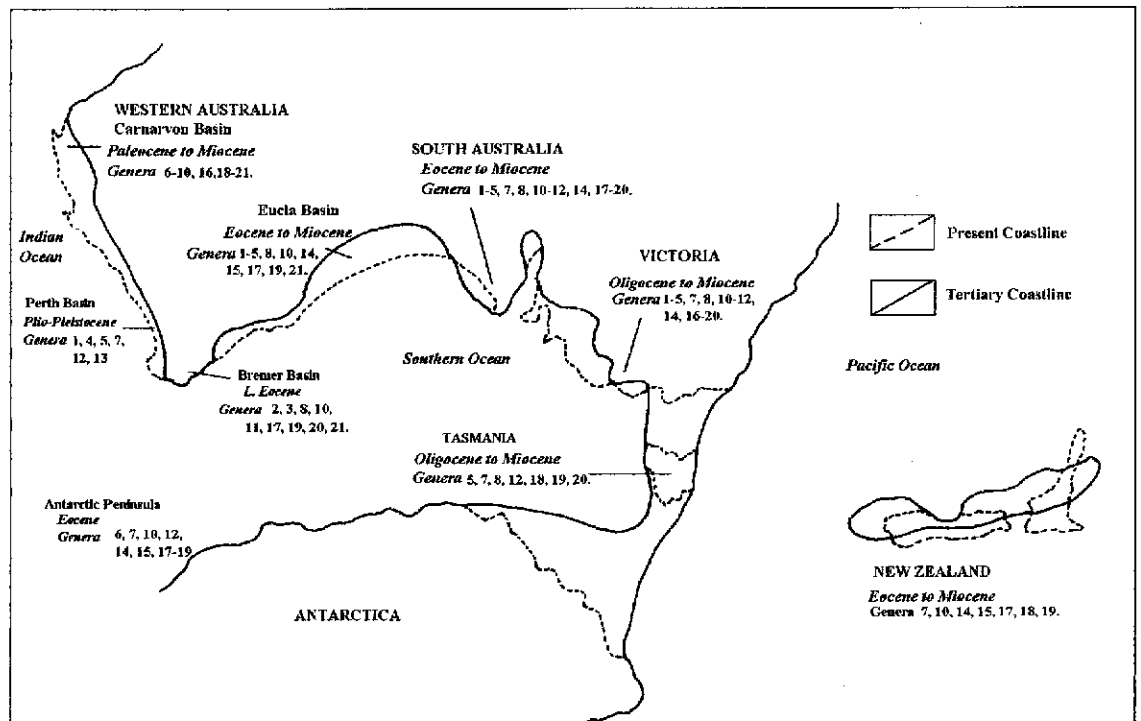 WESTERN AUSTRALIA
Carnarvon Basin
Paleocene to Miocene
Genera 6-10, 16,18-21.
SOUTH AUSTRALIA
Eocene to Miocene
Genera 1-5, 7, 8, 10-12, 14, 17-20.
Eucla Basin
Eocene to Miocene
Genera 1-5, 8, 10, 14,
15, 17, 19, 21.
Indian
Ocean
VICTORIA
Oligocene to Miocene
Genera 1-5, 7, 8, 10-12,
14, 16-20.
Present Coastline
Tertiary Coastline
Perth Basin
Plio-Pleistocene
Genera 1, 4, 5, 7,
12, 13
Southern Ocean
Pacific Ocean
Bremer Basin
L. Eocene
Genera 2, 3, 8, 10,
11, 17, 19, 20, 21.
TASMANIA
Oligocene to Miocene
Genera 5, 7, 8, 12, 18, 19, 20.
Antarctic Peninsula
Eocene
Genera 6, 7, 10, 12,
14, 15, 17-19
NEW ZEALAND
Eocene to Miocene
Genera 7, 10, 14, 15, 17, 18, 19.
ANTARCTICA